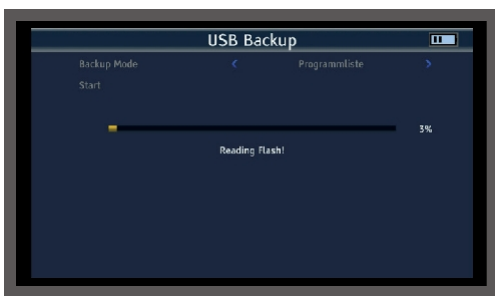 USB Backup
Backup Mode < Programmliste >
Start
3%
Reading Flash!